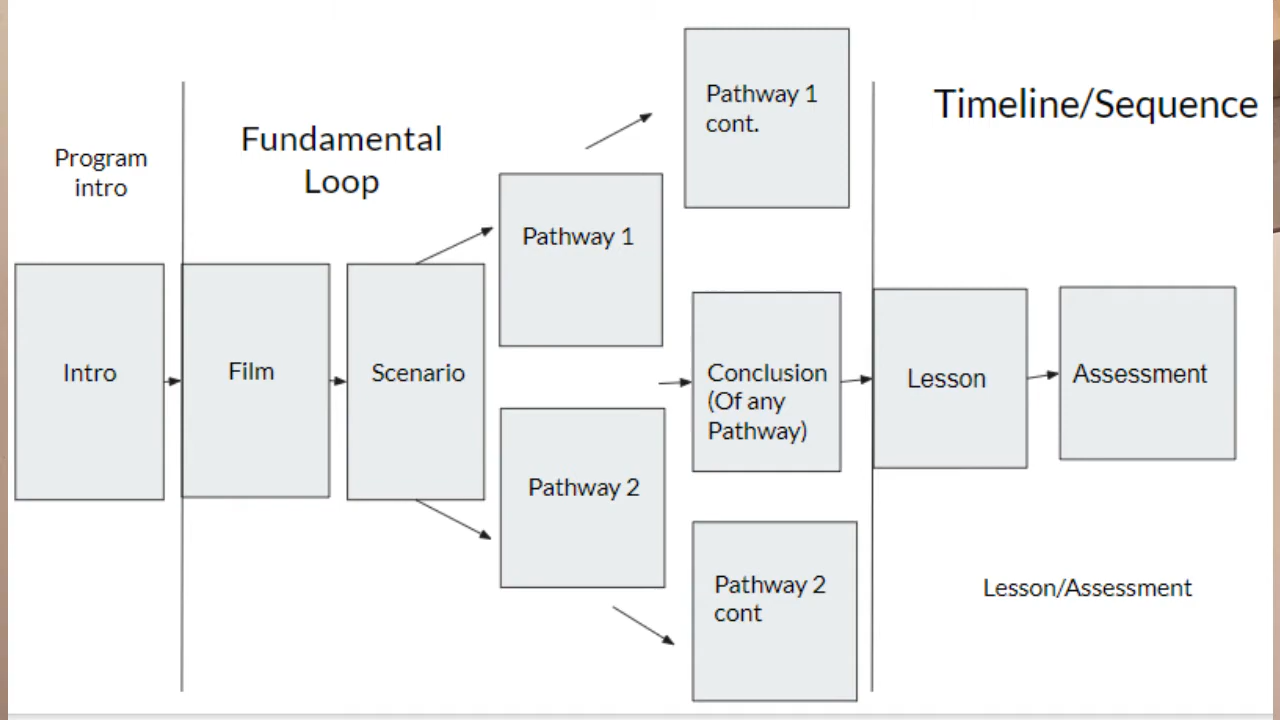 Timeline/Sequence
Program
intro
Fundamental
Loop
Intro
Film
Scenario
Pathway 1
Pathway 1
cont.
Pathway 2
Pathway 2
cont
Conclusion
(Of any
Pathway)
Lesson
Assessment
Lesson/Assessment